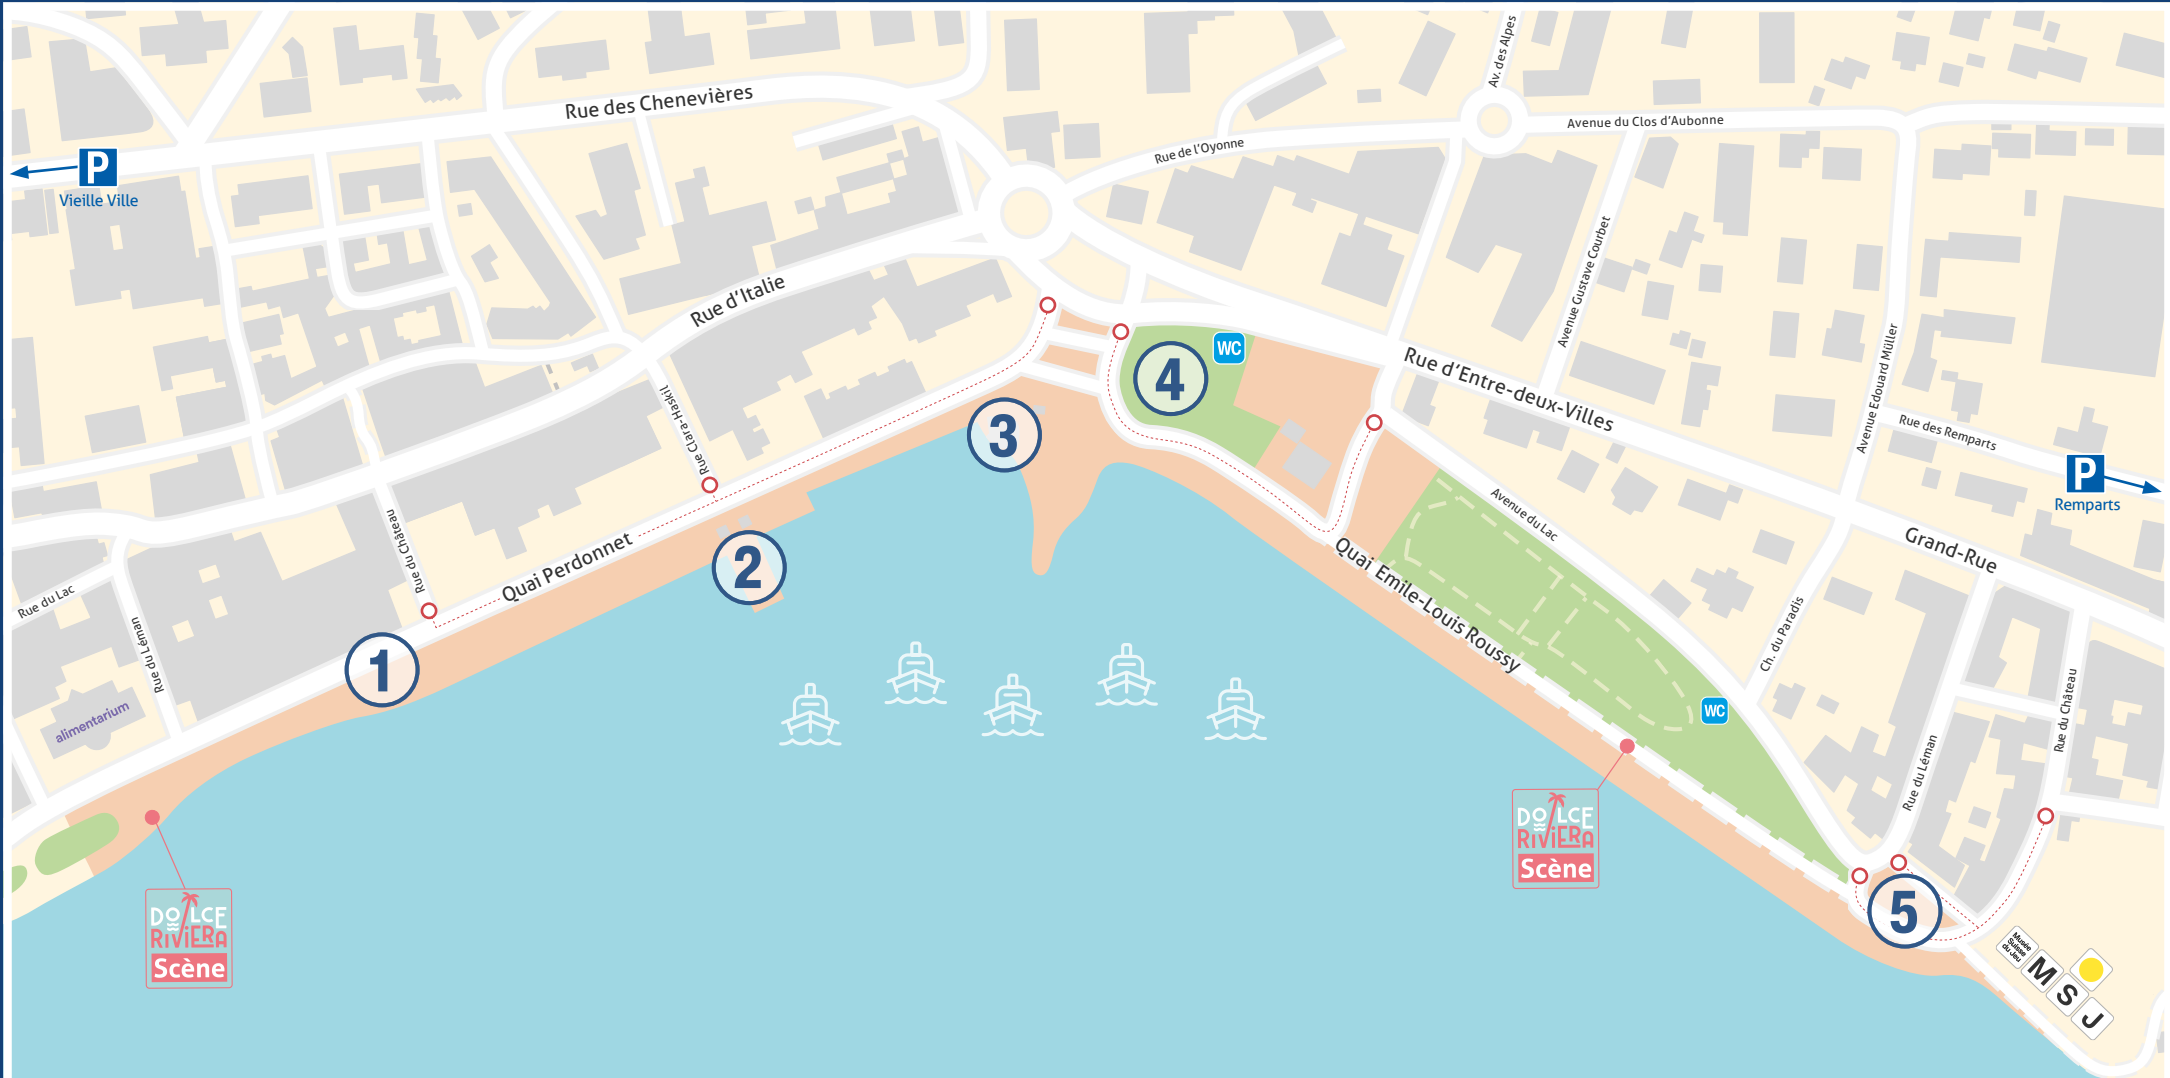 Av. des Alpes
Rue des Chenevières
Avenue du Clos d'Aubonne
Rue de l'Oyonne
P
Vieille Ville
Rue d'Italie
Avenue Gustave Courbet
WC
4
Rue d'Entre-deux-Villes
Avenue Edouard Müller
Rue des Remparts
P
Remparts
Rue Clara-Haskil
3
Avenue du Lac
Grand-Rue
Rue du Château
Quai Perdonnet
2
Quai Emile-Louis Roussy
Rue du Lac
Rue du Léman
1
Ch. du Paradis
alimentarium
WC
Rue du Château
Rue du Léman
DOLCE
RIVIERA
Scène
DOLCE
RIVIERA
Scène
5
Musée
Suisse
du Jeu
M
S
J